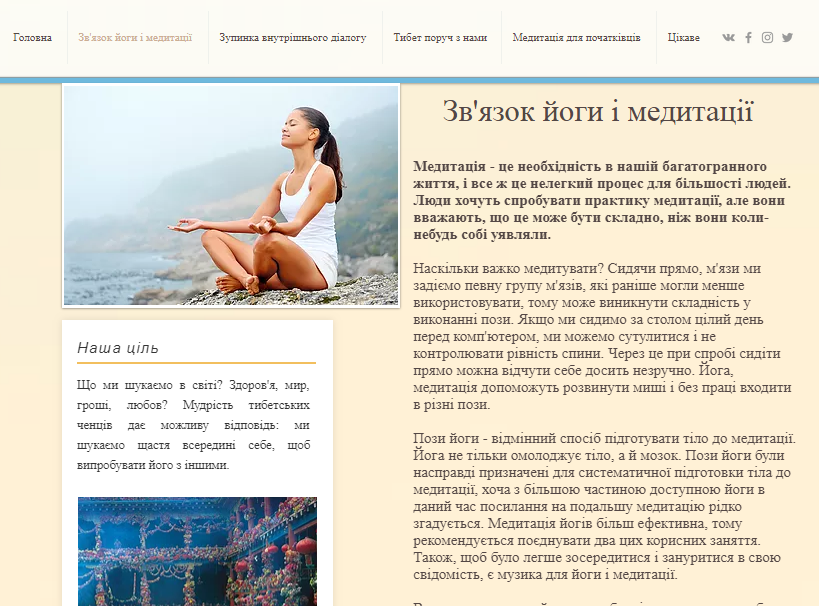 Головна
Зв'язок йоги і медитації
Зупинка внутрішнього діалогу
Тибет поруч з нами
Медитація для початківців
Цікаве
Зв'язок йоги і медитації
Медитація - це необхідність в нашій багатогранного
життя, і все ж це нелегкий процес для більшості людей.
Люди хочуть спробувати практику медитації, але вони
вважають, що це може бути складно, ніж вони коли-
небудь собі уявляли.
Наскільки важко медитувати? Сидячи прямо, м'язи ми
задіємо певну групу м'язів, які раніше могли менше
використовувати, тому може виникнути складність у
виконанні пози. Якщо ми сидимо за столом цілий день
перед комп'ютером, ми можемо сутулитися і не
контролювати рівність спини. Через це при спробі сидіти
прямо можна відчути себе досить незручно. Йога,
медитація допоможуть розвинути миші і без праці входити
в різні пози.
Пози йоги - відмінний спосіб підготувати тіло до медитації.
Йога не тільки омолоджує тіло, а й мозок. Пози йоги були
насправді призначені для систематичної підготовки тіла до
медитації, хоча з більшою частиною доступною йоги в
даний час посилання на подальшу медитацію рідко
згадується. Медитація йогів більш ефективна, тому
рекомендується поєднувати два цих корисних заняття.
Також, щоб було легше зосередитися і зануритися в свою
свідомість, є музика для йоги і медитації.
Наша ціль
Що ми шукаємо в світі? Здоров'я, мир,
гроші, любов? Мудрість тибетських
ченців дає можливу відповідь: ми
шукаємо щастя всередині себе, щоб
випробувати його з іншими.